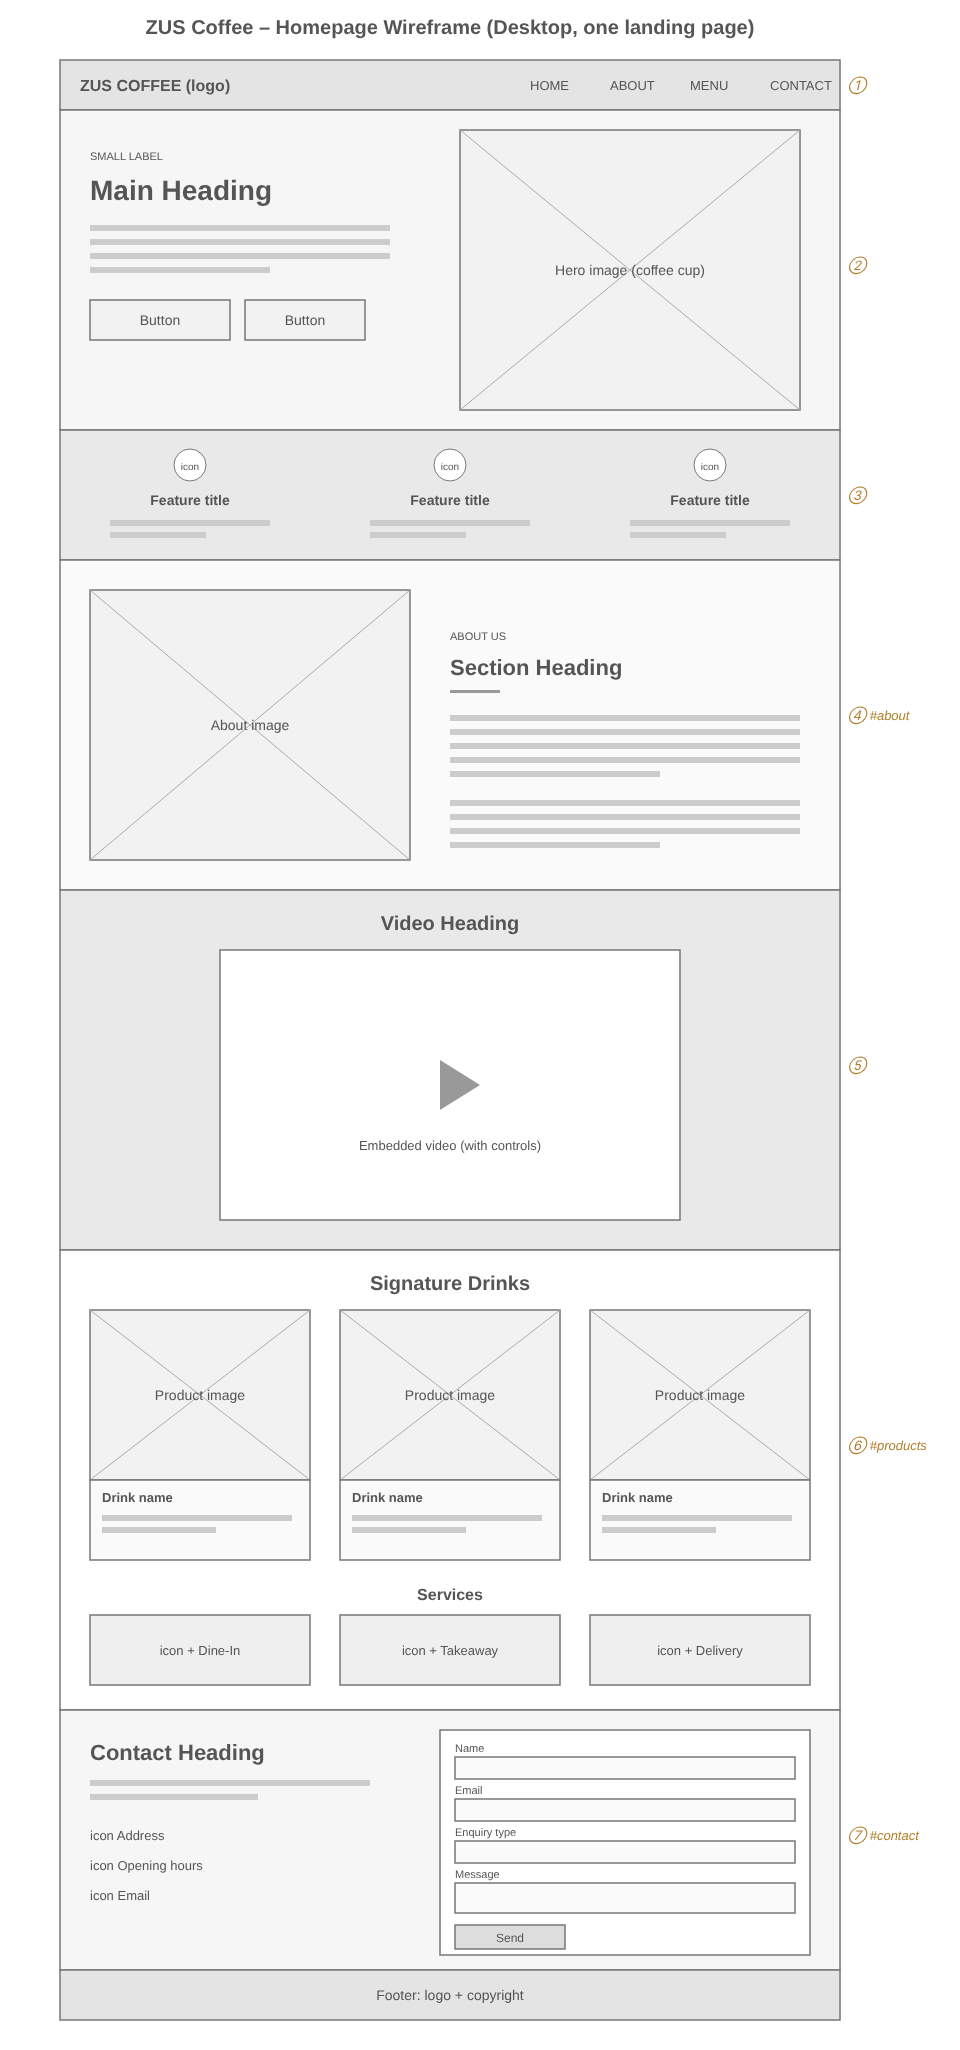 ZUS Coffee – Homepage Wireframe (Desktop, one landing page)
ZUS COFFEE (logo) HOME ABOUT MENU CONTACT ①
SMALL LABEL
Main Heading
Hero image (coffee cup)
②
Button Button
icon icon icon
Feature title Feature title Feature title
③
About image
ABOUT US
Section Heading
④ #about
Video Heading
Embedded video (with controls)
⑤
Signature Drinks
Product image Product image Product image
Drink name Drink name Drink name
⑥ #products
Services
icon + Dine-In icon + Takeaway icon + Delivery
Contact Heading
icon Address
icon Opening hours
icon Email
Name
Email
Enquiry type
Message
Send
⑦ #contact
Footer: logo + copyright